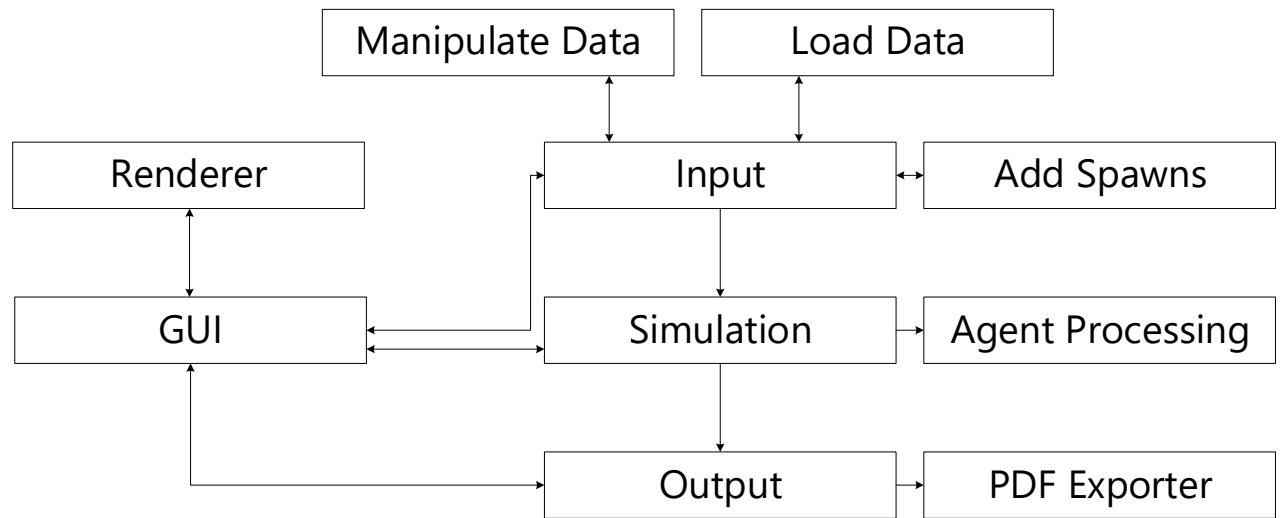 Manipulate Data
Load Data
Renderer
Input
Add Spawns
GUI
Simulation
Agent Processing
Output
PDF Exporter